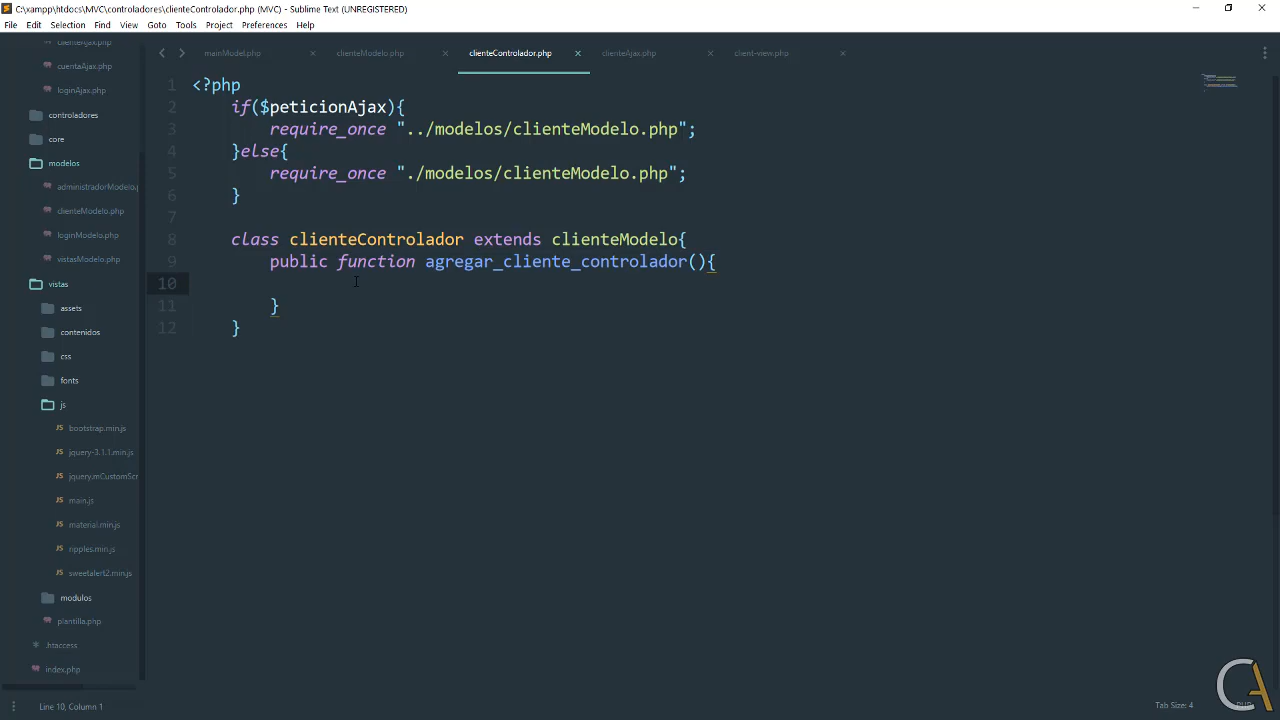 C:\xampp\htdocs\MVC\controladores\clienteControlador.php (MVC) - Sublime Text (UNREGISTERED)
File Edit Selection Find View Goto Tools Project Preferences Help
mainModel.php clienteModelo.php clienteControlador.php clienteAjax.php client-view.php
clienteAjax.php
cuentaAjax.php
loginAjax.php
controladores
core
modelos
administradorModelo.p
clienteModelo.php
loginModelo.php
vistasModelo.php
vistas
assets
contenidos
css
fonts
js
bootstrap.min.js
jquery-3.1.1.min.js
jquery.mCustomScr
main.js
material.min.js
ripples.min.js
sweetalert2.min.js
modulos
plantilla.php
.htaccess
index.php
1 <?php
2 if($peticionAjax){
3 require_once "../modelos/clienteModelo.php";
4 }else{
5 require_once "./modelos/clienteModelo.php";
6 }
7
8 class clienteControlador extends clienteModelo{
9 public function agregar_cliente_controlador(){
10
11 }
12 }
Line 10, Column 1
Tab Size: 4
PHP
CA